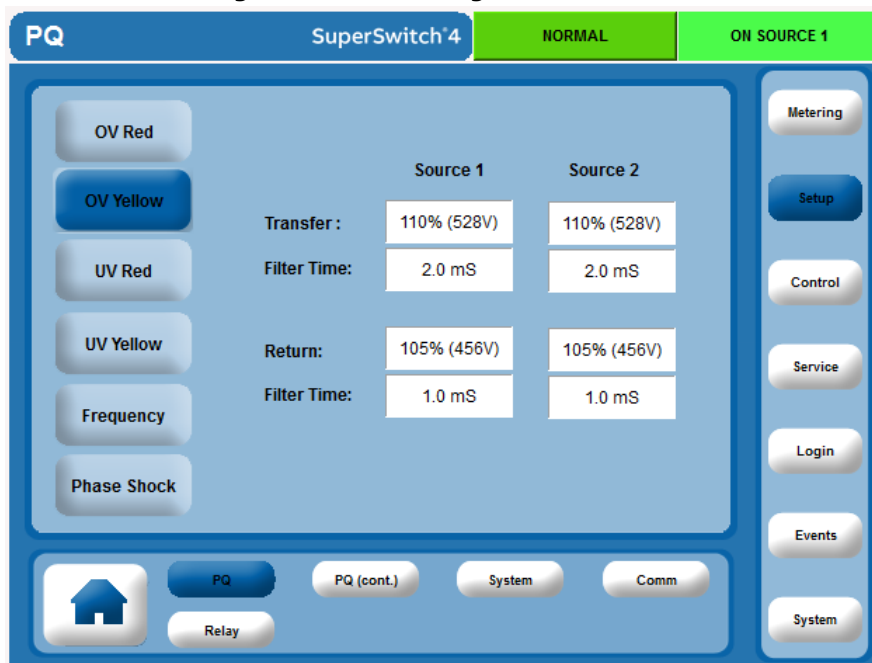 PQ SuperSwitch®4 NORMAL ON SOURCE 1
OV Red
OV Yellow
UV Red
UV Yellow
Frequency
Phase Shock
Source 1 Source 2
Transfer : 110% (528V) 110% (528V)
Filter Time: 2.0 mS 2.0 mS
Return: 105% (456V) 105% (456V)
Filter Time: 1.0 mS 1.0 mS
Metering
Setup
Control
Service
Login
Events
System
PQ PQ (cont.) System Comm
Relay